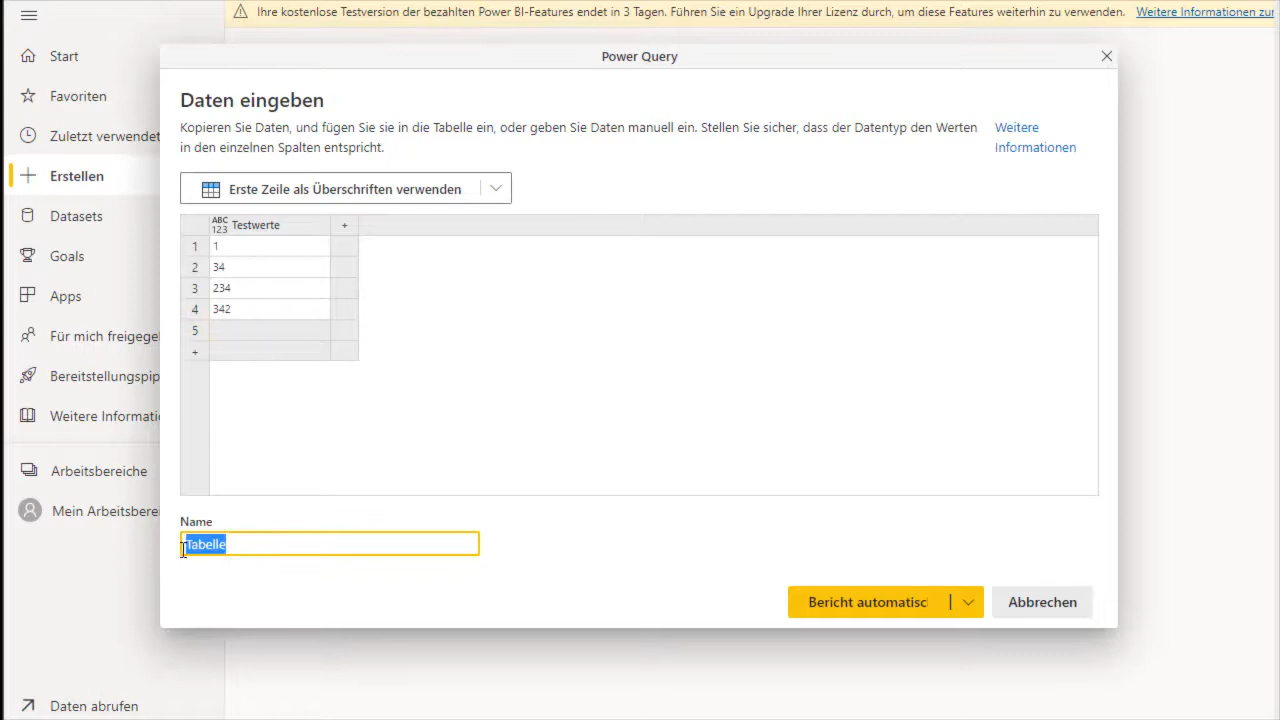 Ihre kostenlose Testversion der bezahlten Power BI-Features endet in 3 Tagen. Führen Sie ein Upgrade Ihrer Lizenz durch, um diese Features weiterhin zu verwenden. Weitere Informationen zur
Start
Favoriten
Zuletzt verwendet
Erstellen
Datasets
Goals
Apps
Für mich freigege
Bereitstellungspip
Weitere Informati
Arbeitsbereiche
Mein Arbeitsberei
Daten abrufen
Power Query
Daten eingeben
Kopieren Sie Daten, und fügen Sie sie in die Tabelle ein, oder geben Sie Daten manuell ein. Stellen Sie sicher, dass der Datentyp den Werten
in den einzelnen Spalten entspricht.
Weitere
Informationen
Erste Zeile als Überschriften verwenden
ABC
123 Testwerte +
1 1
2 34
3 234
4 342
5
+
Name
Tabelle
Bericht automatisc
Abbrechen